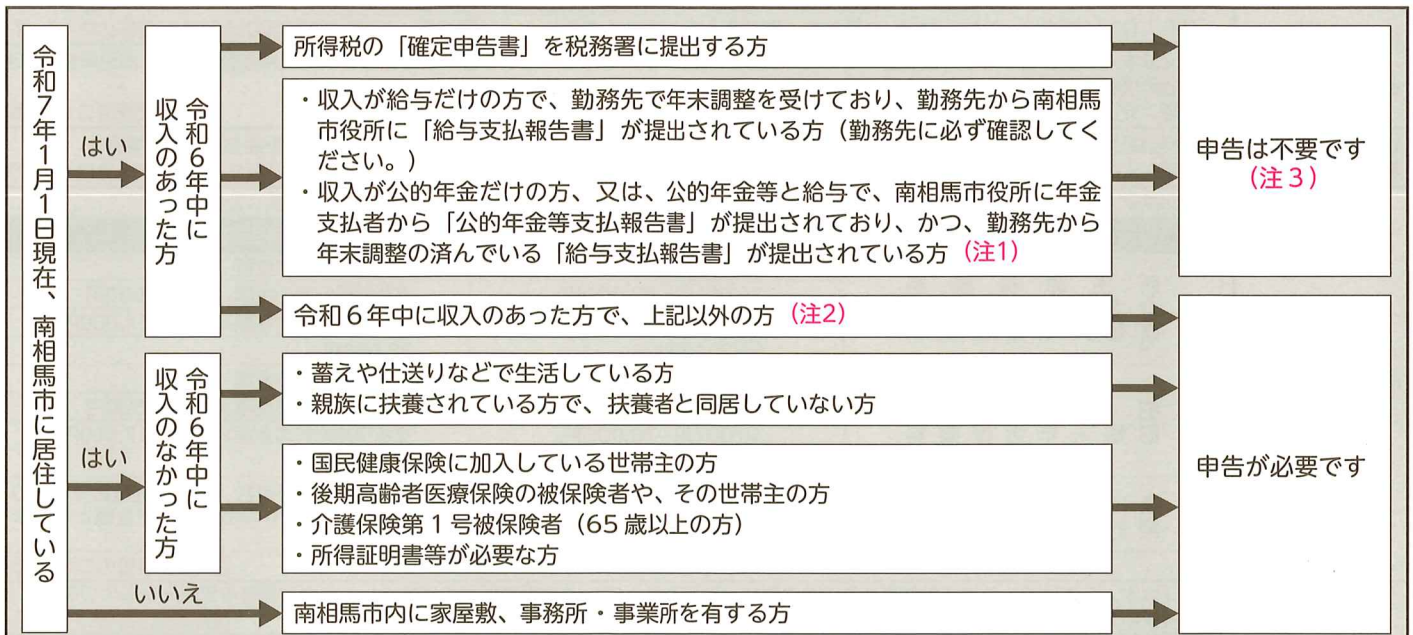 令和7年1月1日現在、南相馬市に居住している
はい
令和６年中に
収入のあった方
所得税の「確定申告書」を税務署に提出する方
・収入が給与だけの方で、勤務先で年末調整を受けており、勤務先から南相馬
市役所に「給与支払報告書」が提出されている方（勤務先に必ず確認してく
ださい。）
・収入が公的年金だけの方、又は、公的年金等と給与で、南相馬市役所に年金
支払者から「公的年金等支払報告書」が提出されており、かつ、勤務先から
年末調整の済んでいる「給与支払報告書」が提出されている方（注1）
申告は不要です
（注３）
令和６年中に収入のあった方で、上記以外の方（注2）
はい
令和６年中に
収入のなかった方
・蓄えや仕送りなどで生活している方
・親族に扶養されている方で、扶養者と同居していない方
・国民健康保険に加入している世帯主の方
・後期高齢者医療保険の被保険者や、その世帯主の方
・介護保険第１号被保険者（65歳以上の方）
・所得証明書等が必要な方
申告が必要です
いいえ
南相馬市内に家屋敷、事務所・事業所を有する方